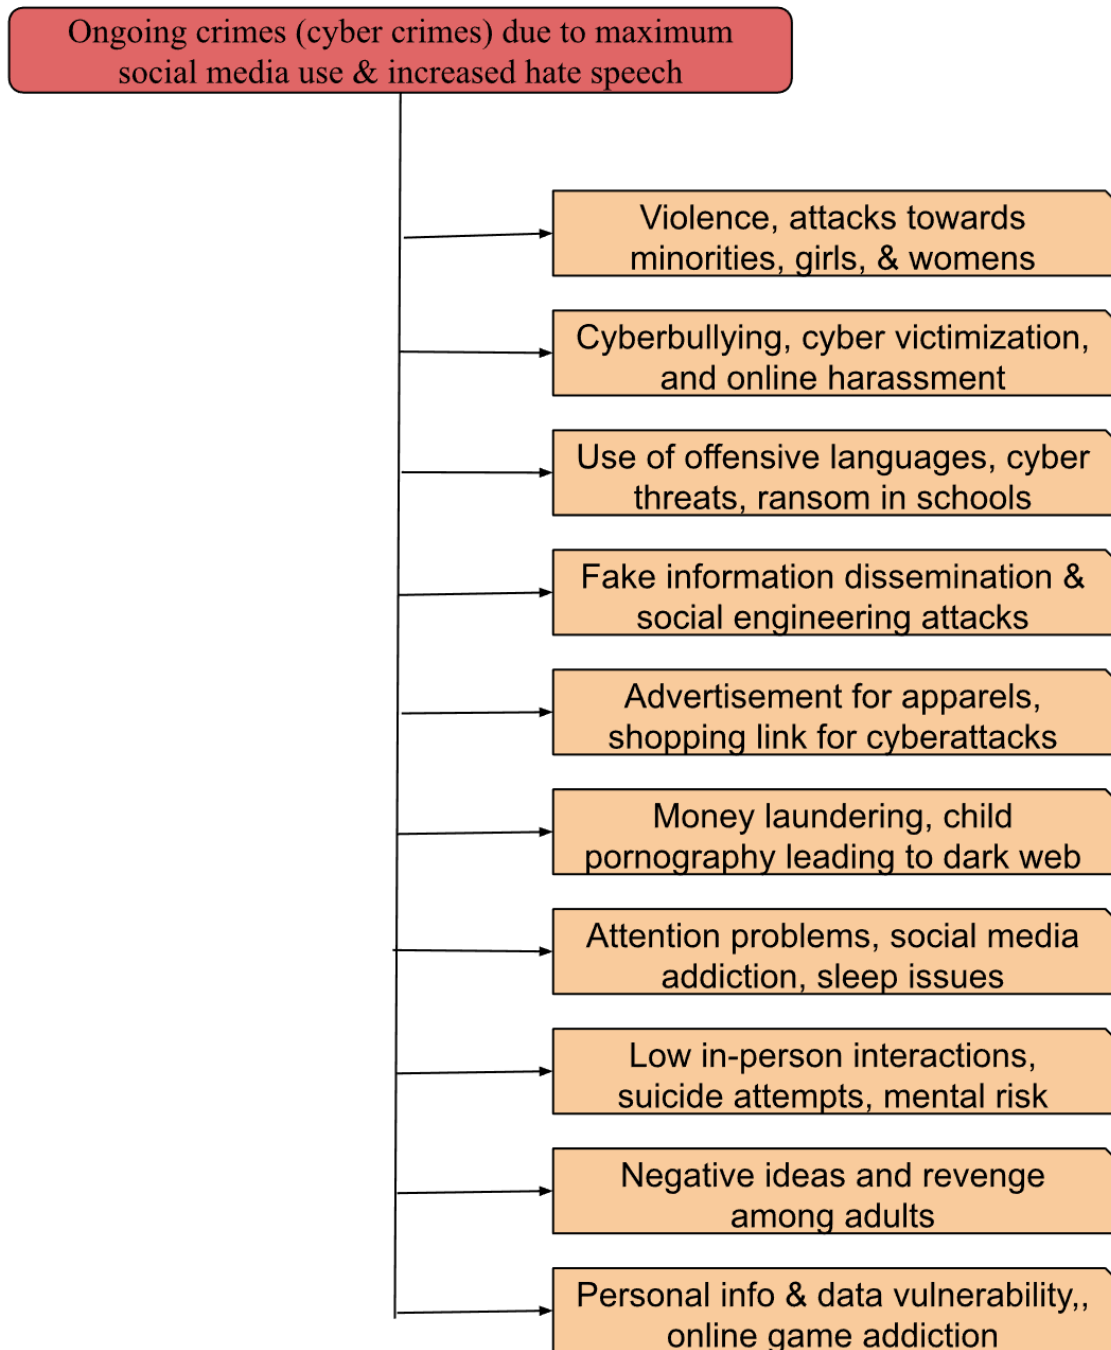 Ongoing crimes (cyber crimes) due to maximum
social media use & increased hate speech
Violence, attacks towards
minorities, girls, & womens
Cyberbullying, cyber victimization,
and online harassment
Use of offensive languages, cyber
threats, ransom in schools
Fake information dissemination &
social engineering attacks
Advertisement for apparels,
shopping link for cyberattacks
Money laundering, child
pornography leading to dark web
Attention problems, social media
addiction, sleep issues
Low in-person interactions,
suicide attempts, mental risk
Negative ideas and revenge
among adults
Personal info & data vulnerability,,
online game addiction